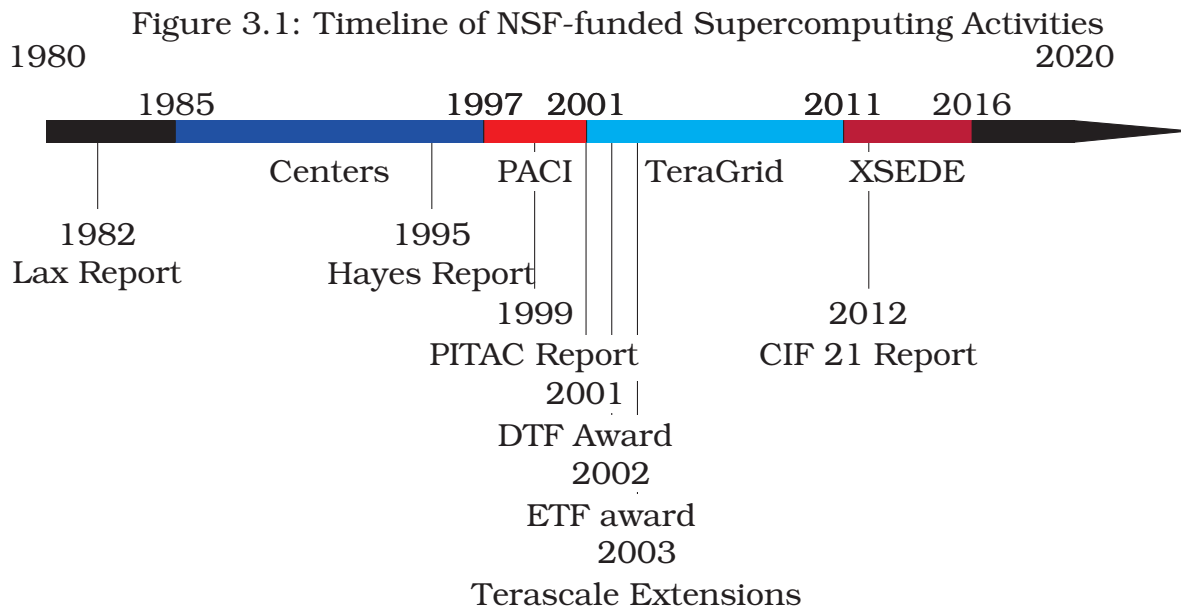 Figure 3.1: Timeline of NSF-funded Supercomputing Activities
1980 2020
1985 1997 2001 2011 2016
Centers PACI TeraGrid XSEDE
1982 1995
Lax Report Hayes Report
1999 2012
PITAC Report CIF 21 Report
2001
DTF Award
2002
ETF award
2003
Terascale Extensions